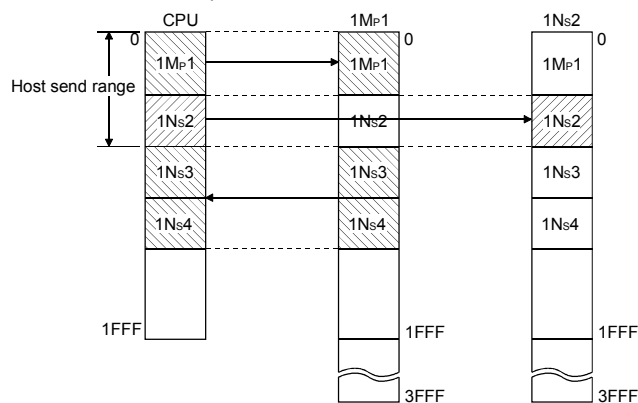 CPU 1MP1 1NS2
0 0 0
1MP1 1MP1 1MP1
Host send range
1NS2 1NS2 1NS2
1NS3 1NS3 1NS3
1NS4 1NS4 1NS4
1FFF 1FFF 1FFF
3FFF 3FFF